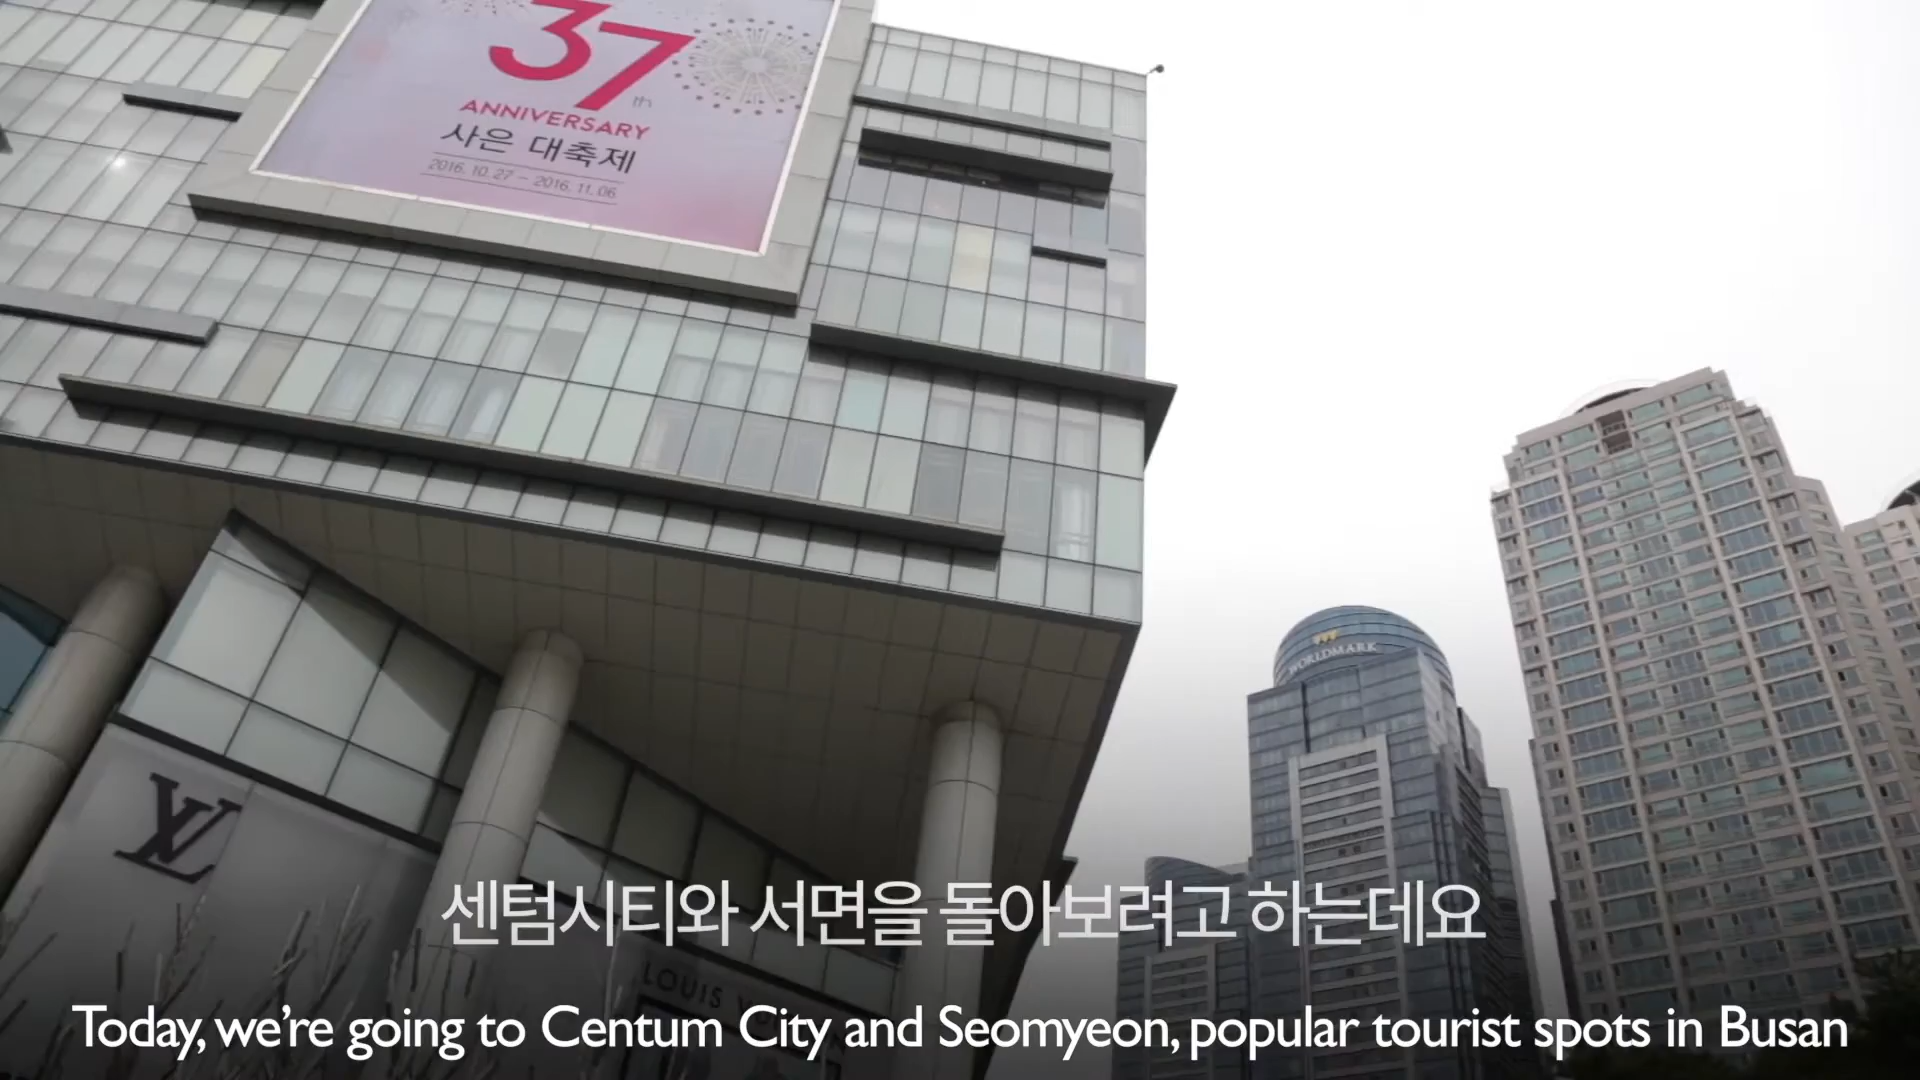 37th
ANNIVERSARY
사은 대축제
2016. 10. 27 - 2016. 11. 06
WORLDMARK
LV
LOUIS
센텀시티와 서면을 돌아보려고 하는데요
Today, we're going to Centum City and Seomyeon, popular tourist spots in Busan